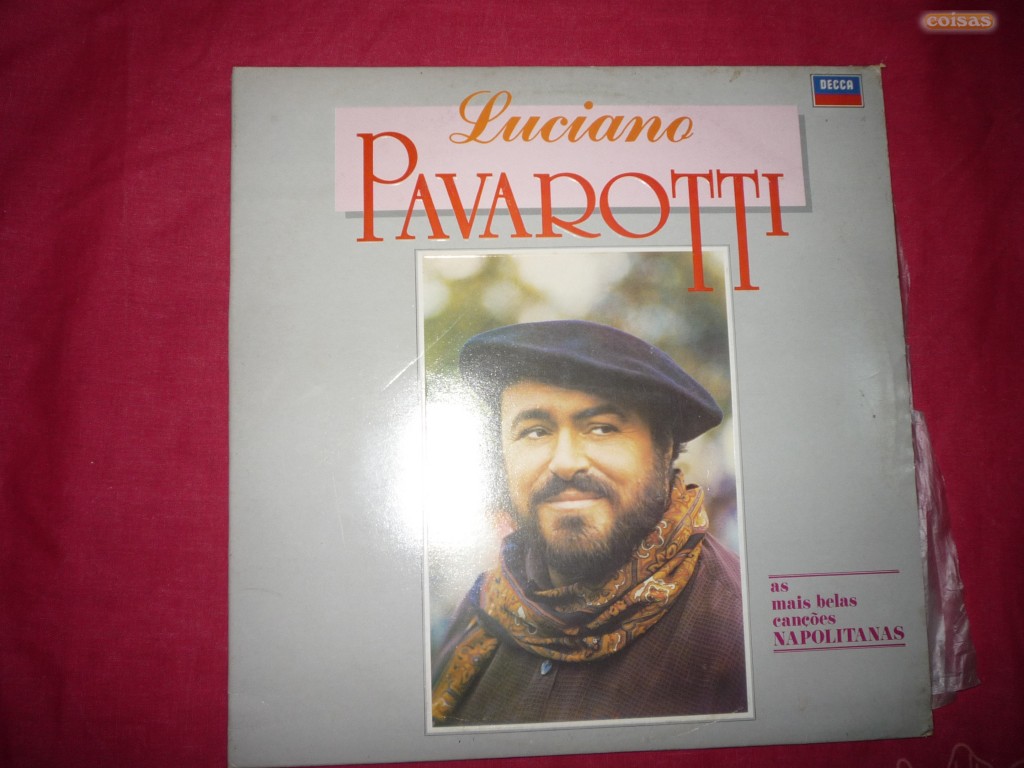 coisas
DECCA
Luciano
PAVAROTTI
as
mais belas
canções
NAPOLITANAS